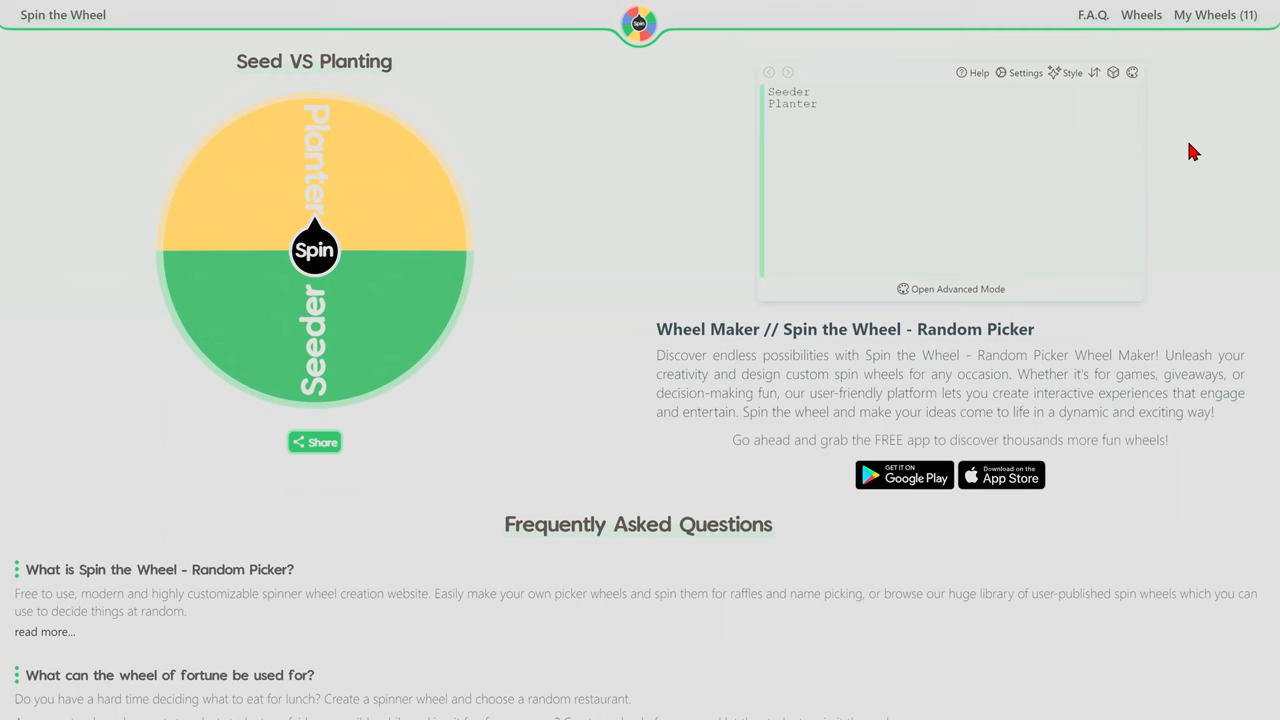 Spin the Wheel
Spin
F.A.Q. Wheels My Wheels (11)
Seed VS Planting
Planter
Spin
Seeder
Share
Help Settings Style
Seeder
Planter
Open Advanced Mode
Wheel Maker // Spin the Wheel - Random Picker
Discover endless possibilities with Spin the Wheel - Random Picker Wheel Maker! Unleash your
creativity and design custom spin wheels for any occasion. Whether it's for games, giveaways, or
decision-making fun, our user-friendly platform lets you create interactive experiences that engage
and entertain. Spin the wheel and make your ideas come to life in a dynamic and exciting way!
Go ahead and grab the FREE app to discover thousands more fun wheels!
GET IT ON
Google Play
Download on the
App Store
Frequently Asked Questions
What is Spin the Wheel - Random Picker?
Free to use, modern and highly customizable spinner wheel creation website. Easily make your own picker wheels and spin them for raffles and name picking, or browse our huge library of user-published spin wheels which you can
use to decide things at random.
read more...
What can the wheel of fortune be used for?
Do you have a hard time deciding what to eat for lunch? Create a spinner wheel and choose a random restaurant.